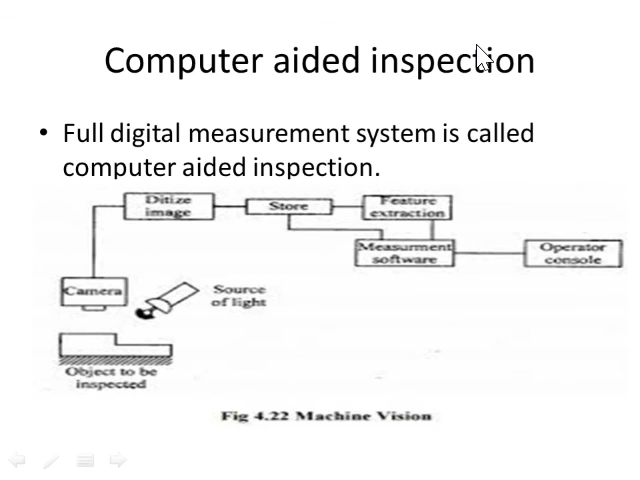 Computer aided inspection
• Full digital measurement system is called
computer aided inspection.
Ditize
image
Store
Feature
extraction
Measurment
software
Operator
console
Camera
Source
of light
Object to be
inspected
Fig 4.22 Machine Vision